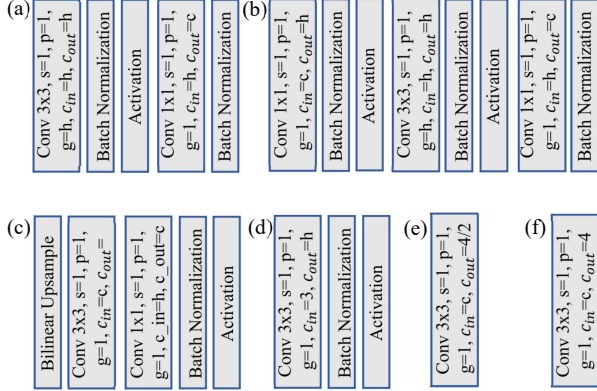 (a)
Conv 3x3, s=1, p=1,
g=h, c_in=h, c_out=h
Batch Normalization
Activation
Conv 1x1, s=1, p=1,
g=1, c_in=h, c_out=c
Batch Normalization
(b)
Conv 1x1, s=1, p=1,
g=1, c_in=c, c_out=h
Batch Normalization
Activation
Conv 3x3, s=1, p=1,
g=h, c_in=h, c_out=h
Batch Normalization
Activation
Conv 1x1, s=1, p=1,
g=1, c_in=h, c_out=c
Batch Normalization
(c)
Bilinear Upsample
Conv 3x3, s=1, p=1,
g=1, c_in=c, c_out=
Conv 1x1, s=1, p=1,
g=1, c_in=h, c_out=c
Batch Normalization
Activation
(d)
Conv 3x3, s=1, p=1,
g=1, c_in=3, c_out=h
Batch Normalization
Activation
(e)
Conv 3x3, s=1, p=1,
g=1, c_in=c, c_out=4/2
(f)
Conv 3x3, s=1, p=1,
g=1, c_in=c, c_out=4